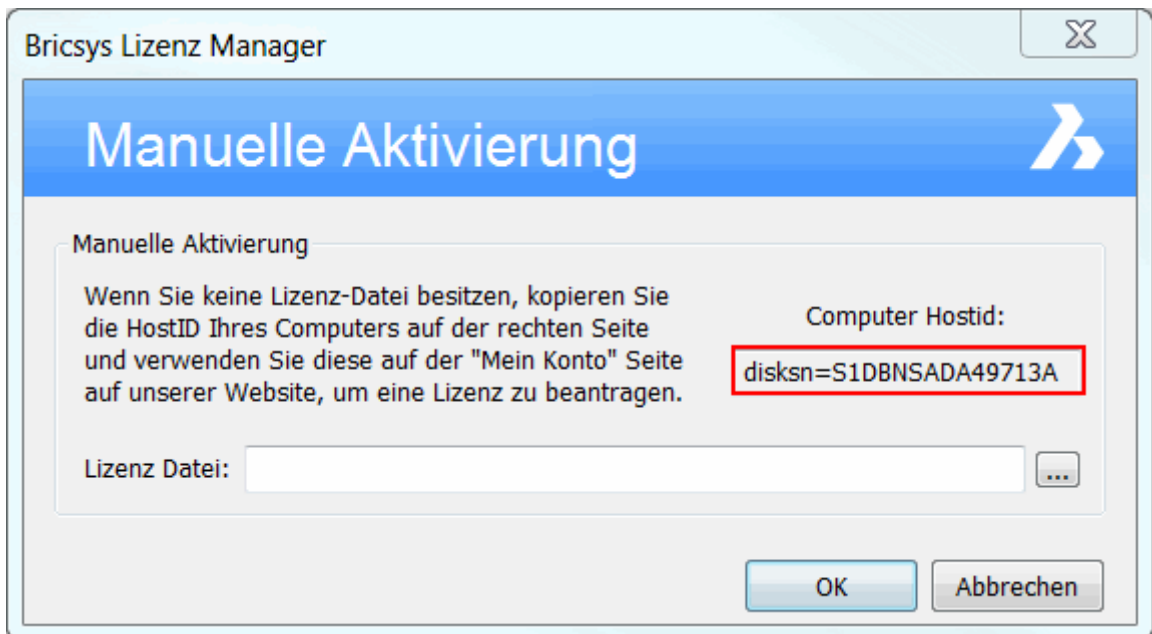 Bricsys Lizenz Manager
Manuelle Aktivierung
Manuelle Aktivierung
Wenn Sie keine Lizenz-Datei besitzen, kopieren Sie
die HostID Ihres Computers auf der rechten Seite
und verwenden Sie diese auf der "Mein Konto" Seite
auf unserer Website, um eine Lizenz zu beantragen.
Computer Hostid:
disksn=S1DBNSADA49713A
Lizenz Datei:
...
OK
Abbrechen